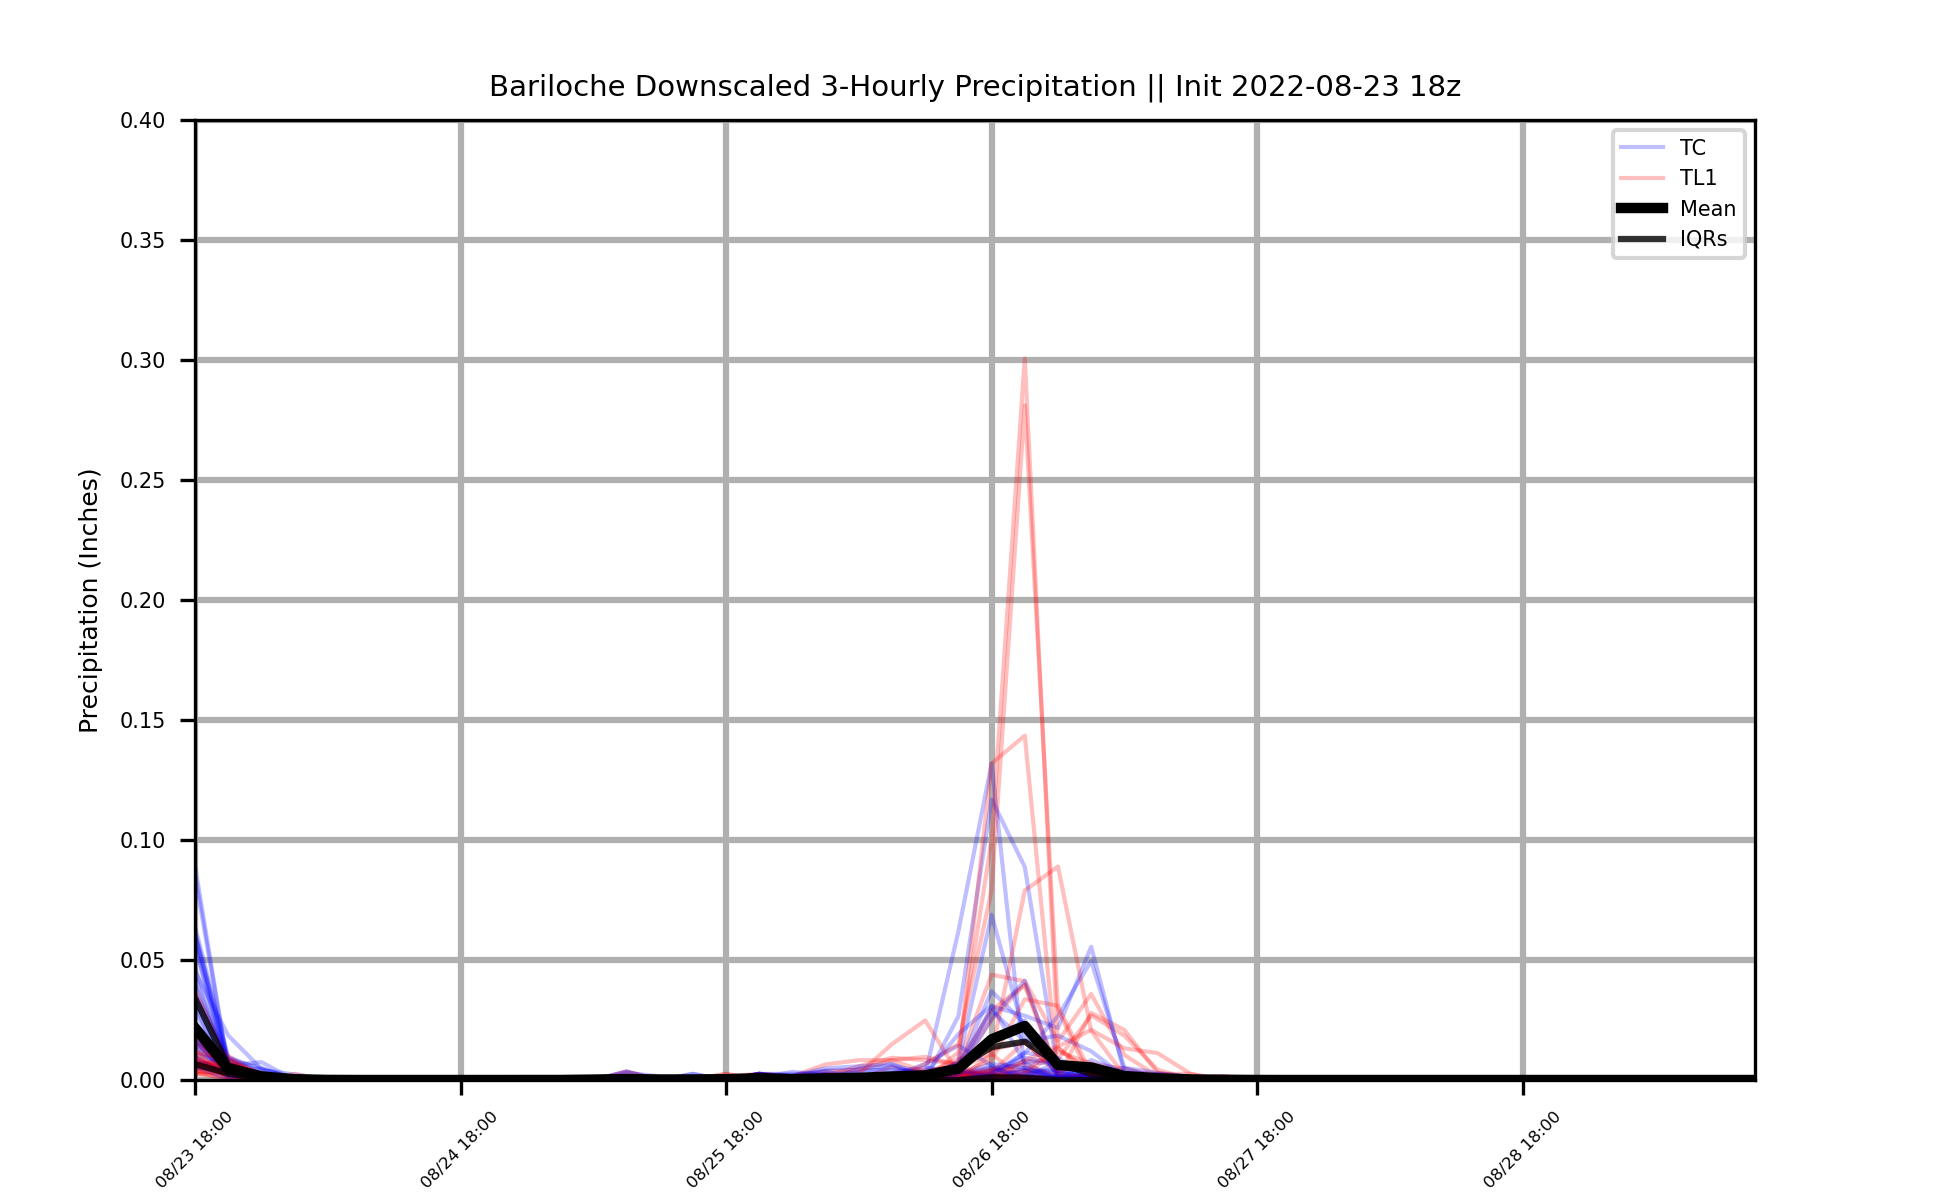 Bariloche Downscaled 3-Hourly Precipitation || Init 2022-08-23 18z
0.40
0.35
0.30
0.25
0.20
0.15
0.10
0.05
0.00
Precipitation (Inches)
TC
TL1
Mean
IQRs
08/23 18:00
08/24 18:00
08/25 18:00
08/26 18:00
08/27 18:00
08/28 18:00